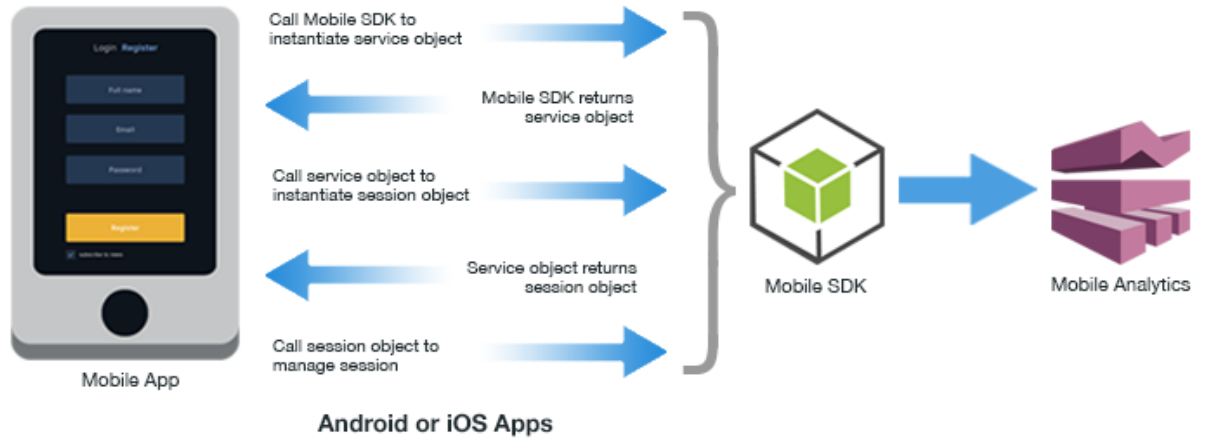 Login Register
Full name
Email
Password
Register
subscribe to news
Mobile App
Call Mobile SDK to
instantiate service object
Mobile SDK returns
service object
Call service object to
instantiate session object
Service object returns
session object
Call session object to
manage session
Android or iOS Apps
Mobile SDK
Mobile Analytics